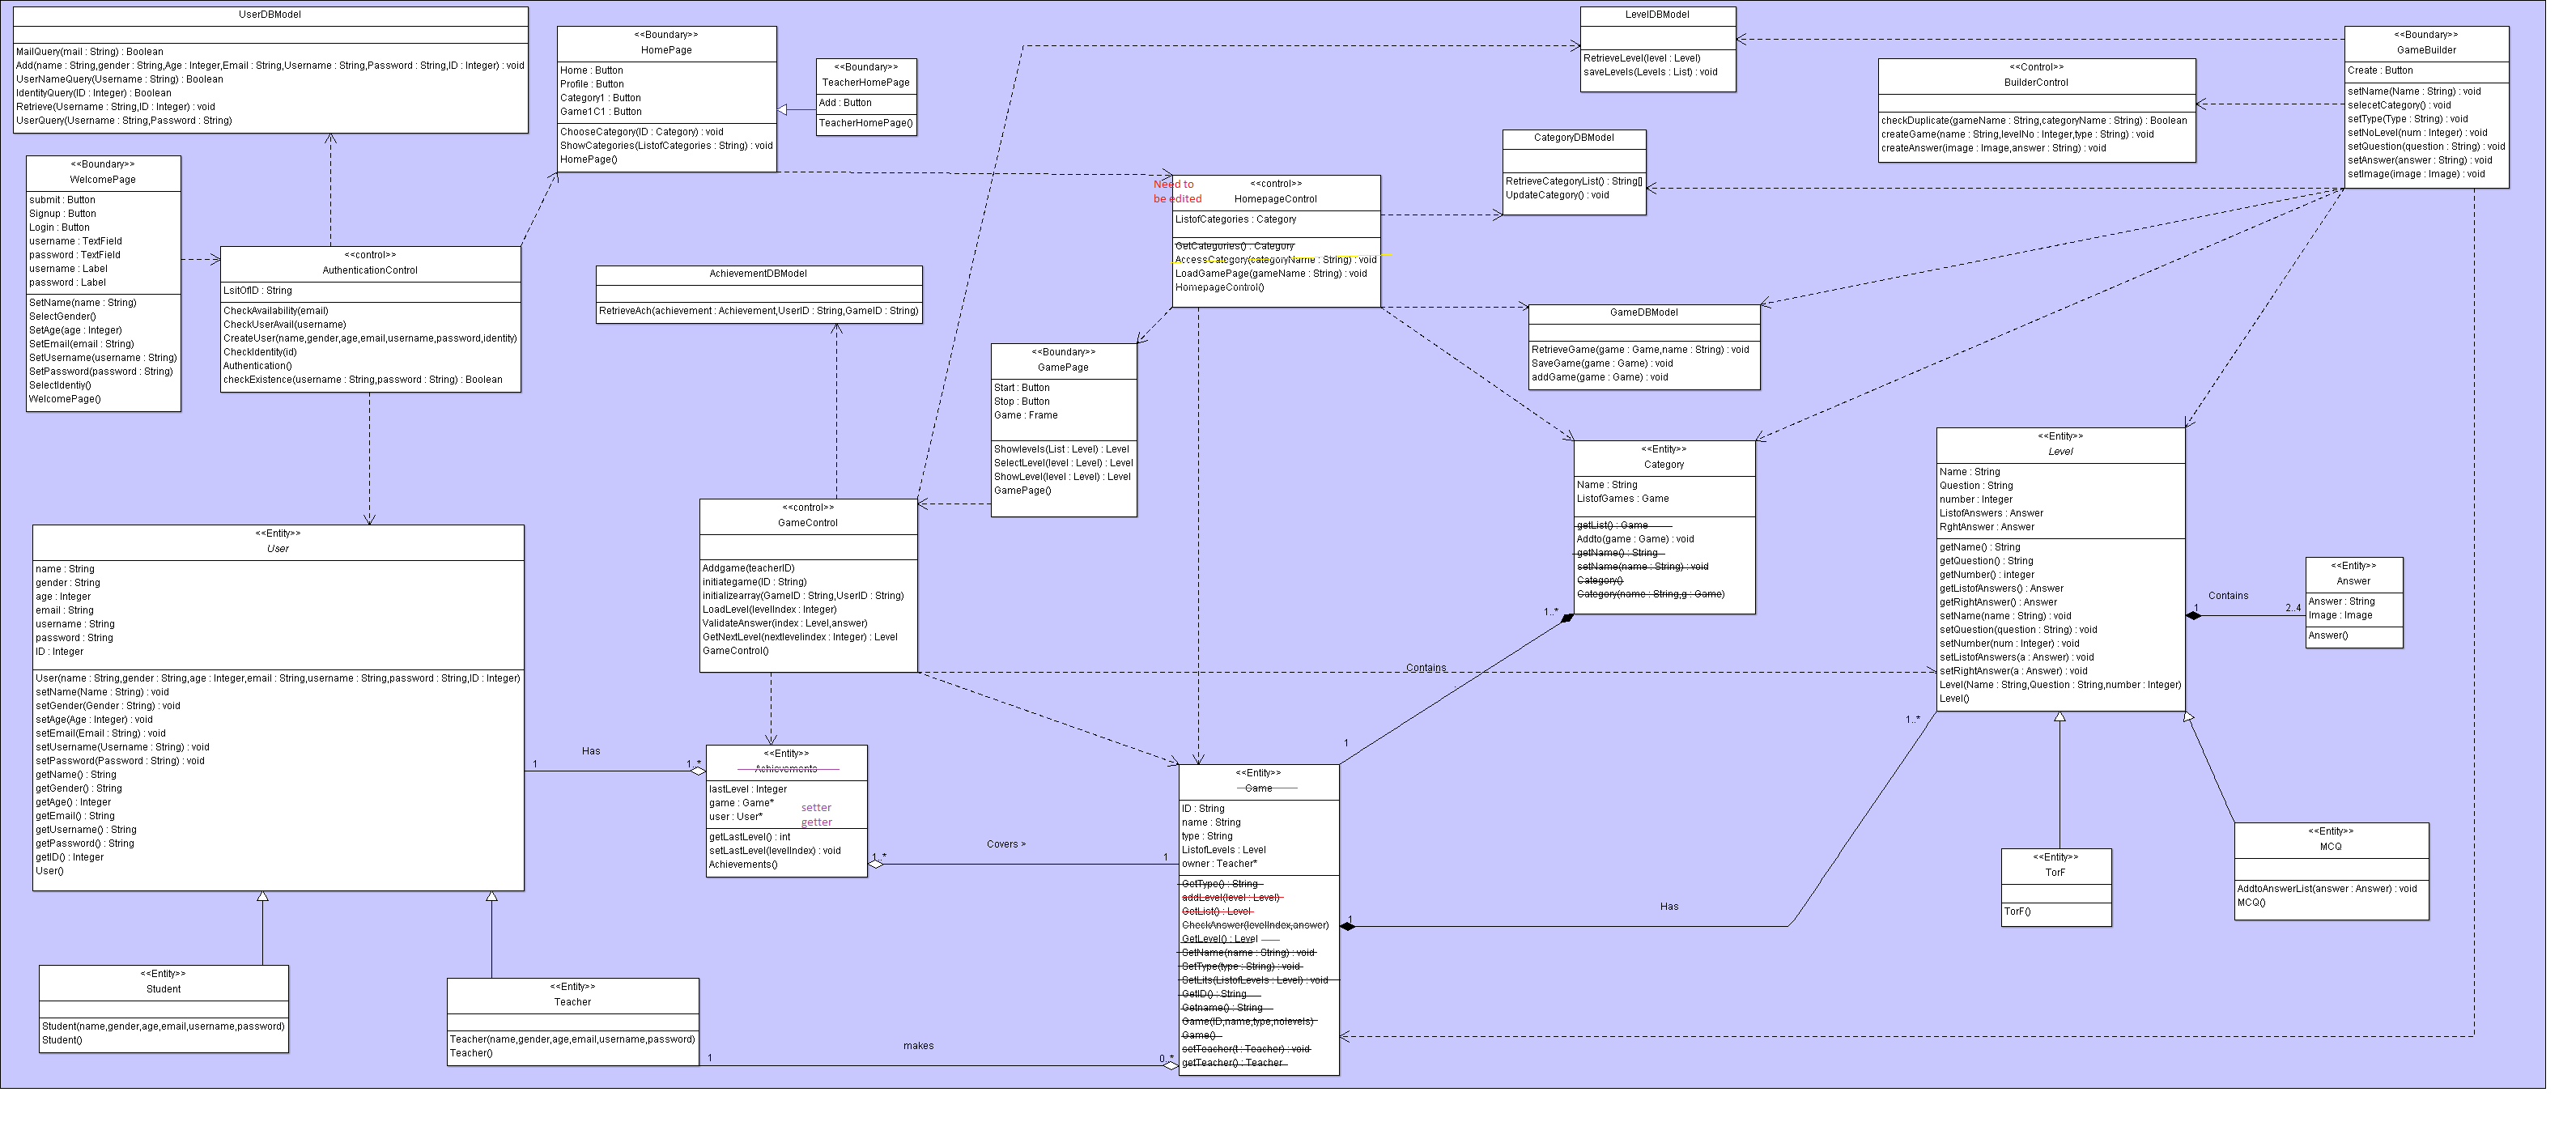 UserDBModel
MailQuery(mail : String) : Boolean
Add(name : String,gender : String,Age : Integer,Email : String,Username : String,Password : String,ID : Integer) : void
UserNameQuery(Username : String) : Boolean
IdentityQuery(ID : Integer) : Boolean
Retrieve(Username : String,ID : Integer) : void
UserQuery(Username : String,Password : String)
<<Boundary>>
HomePage
Home : Button
Profile : Button
Category1 : Button
Game1C1 : Button
ChooseCategory(ID : Category) : void
ShowCategories(ListofCategories : String) : void
HomePage()
<<Boundary>>
TeacherHomePage
Add : Button
TeacherHomePage()
LevelDBModel
RetrieveLevel(level : Level)
saveLevels(Levels : List) : void
<<Control>>
BuilderControl
checkDuplicate(gameName : String,categoryName : String) : Boolean
createGame(name : String,levelNo : Integer,type : String) : void
createAnswer(image : Image,answer : String) : void
<<Boundary>>
GameBuilder
Create : Button
setName(Name : String) : void
selecetCategory() : void
setType(Type : String) : void
setNoLevel(num : Integer) : void
setQuestion(question : String) : void
setAnswer(answer : String) : void
setImage(image : Image) : void
CategoryDBModel
RetrieveCategoryList() : String[]
UpdateCategory() : void
<<Boundary>>
WelcomePage
submit : Button
Signup : Button
Login : Button
username : TextField
password : TextField
username : Label
password : Label
SetName(name : String)
SelectGender()
SetAge(age : Integer)
SetEmail(email : String)
SetUsername(username : String)
SetPassword(password : String)
SelectIdentiy()
WelcomePage()
<<control>>
AuthenticationControl
LsitOfID : String
CheckAvailability(email)
CheckUserAvail(username)
CreateUser(name,gender,age,email,username,password,identity)
CheckIdentity(id)
Authentication()
checkExistence(username : String,password : String) : Boolean
AchievementDBModel
RetrieveAch(achievement : Achievement,UserID : String,GameID : String)
Need to
be edited
<<control>>
HomepageControl
ListofCategories : Category
GetCategories() : Category
AccessCategory(categoryName : String) : void
LoadGamePage(gameName : String) : void
HomepageControl()
GameDBModel
RetrieveGame(game : Game,name : String) : void
SaveGame(game : Game) : void
addGame(game : Game) : void
<<Boundary>>
GamePage
Start : Button
Stop : Button
Game : Frame
Showlevels(List : Level) : Level
SelectLevel(level : Level) : Level
ShowLevel(level : Level) : Level
GamePage()
<<control>>
GameControl
Addgame(teacherID)
initiategame(ID : String)
initializearray(GameID : String,UserID : String)
LoadLevel(levelIndex : Integer)
ValidateAnswer(index : Level,answer)
GetNextLevel(nextlevelindex : Integer) : Level
GameControl()
<<Entity>>
Category
Name : String
ListofGames : Game
getList() : Game
Addto(game : Game) : void
getName() : String
setName(name : String) : void
Category()
Category(name : String,g : Game)
1..*
Contains
1
<<Entity>>
Level
Name : String
Question : String
number : Integer
ListofAnswers : Answer
RghtAnswer : Answer
getName() : String
getQuestion() : String
getNumber() : integer
getListofAnswers() : Answer
getRightAnswer() : Answer
setName(name : String) : void
setQuestion(question : String) : void
setNumber(num : Integer) : void
setListofAnswers(a : Answer) : void
setRightAnswer(a : Answer) : void
Level(Name : String,Question : String,number : Integer)
Level()
1
Contains
2..4
<<Entity>>
Answer
Answer : String
Image : Image
Answer()
<<Entity>>
User
name : String
gender : String
age : Integer
email : String
username : String
password : String
ID : Integer
User(name : String,gender : String,age : Integer,email : String,username : String,password : String,ID : Integer)
setName(Name : String) : void
setGender(Gender : String) : void
setAge(Age : Integer) : void
setEmail(Email : String) : void
setUsername(Username : String) : void
setPassword(Password : String) : void
getName() : String
getGender() : String
getAge() : Integer
getEmail() : String
getUsername() : String
getPassword() : String
getID() : Integer
User()
1
Has
1..*
<<Entity>>
Achievements
lastLevel : Integer
game : Game*
user : User*
setter
getter
getLastLevel() : int
setLastLevel(levelIndex) : void
Achievements()
1..*
Covers >
1
<<Entity>>
Game
ID : String
name : String
type : String
ListofLevels : Level
owner : Teacher*
GetType() : String
addLevel(level : Level)
GetList() : Level
CheckAnswer(levelIndex,answer)
GetLevel() : Level
SetName(name : String) : void
SetType(type : String) : void
SetLits(ListofLevels : Level) : void
GetID() : String
Getname() : String
Game(ID,name,type,nolevels)
Game()
setTeacher(t : Teacher) : void
getTeacher() : Teacher
1
Has
1..*
<<Entity>>
TorF
TorF()
<<Entity>>
MCQ
AddtoAnswerList(answer : Answer) : void
MCQ()
<<Entity>>
Student
Student(name,gender,age,email,username,password)
Student()
<<Entity>>
Teacher
Teacher(name,gender,age,email,username,password)
Teacher()
1
makes
0..*